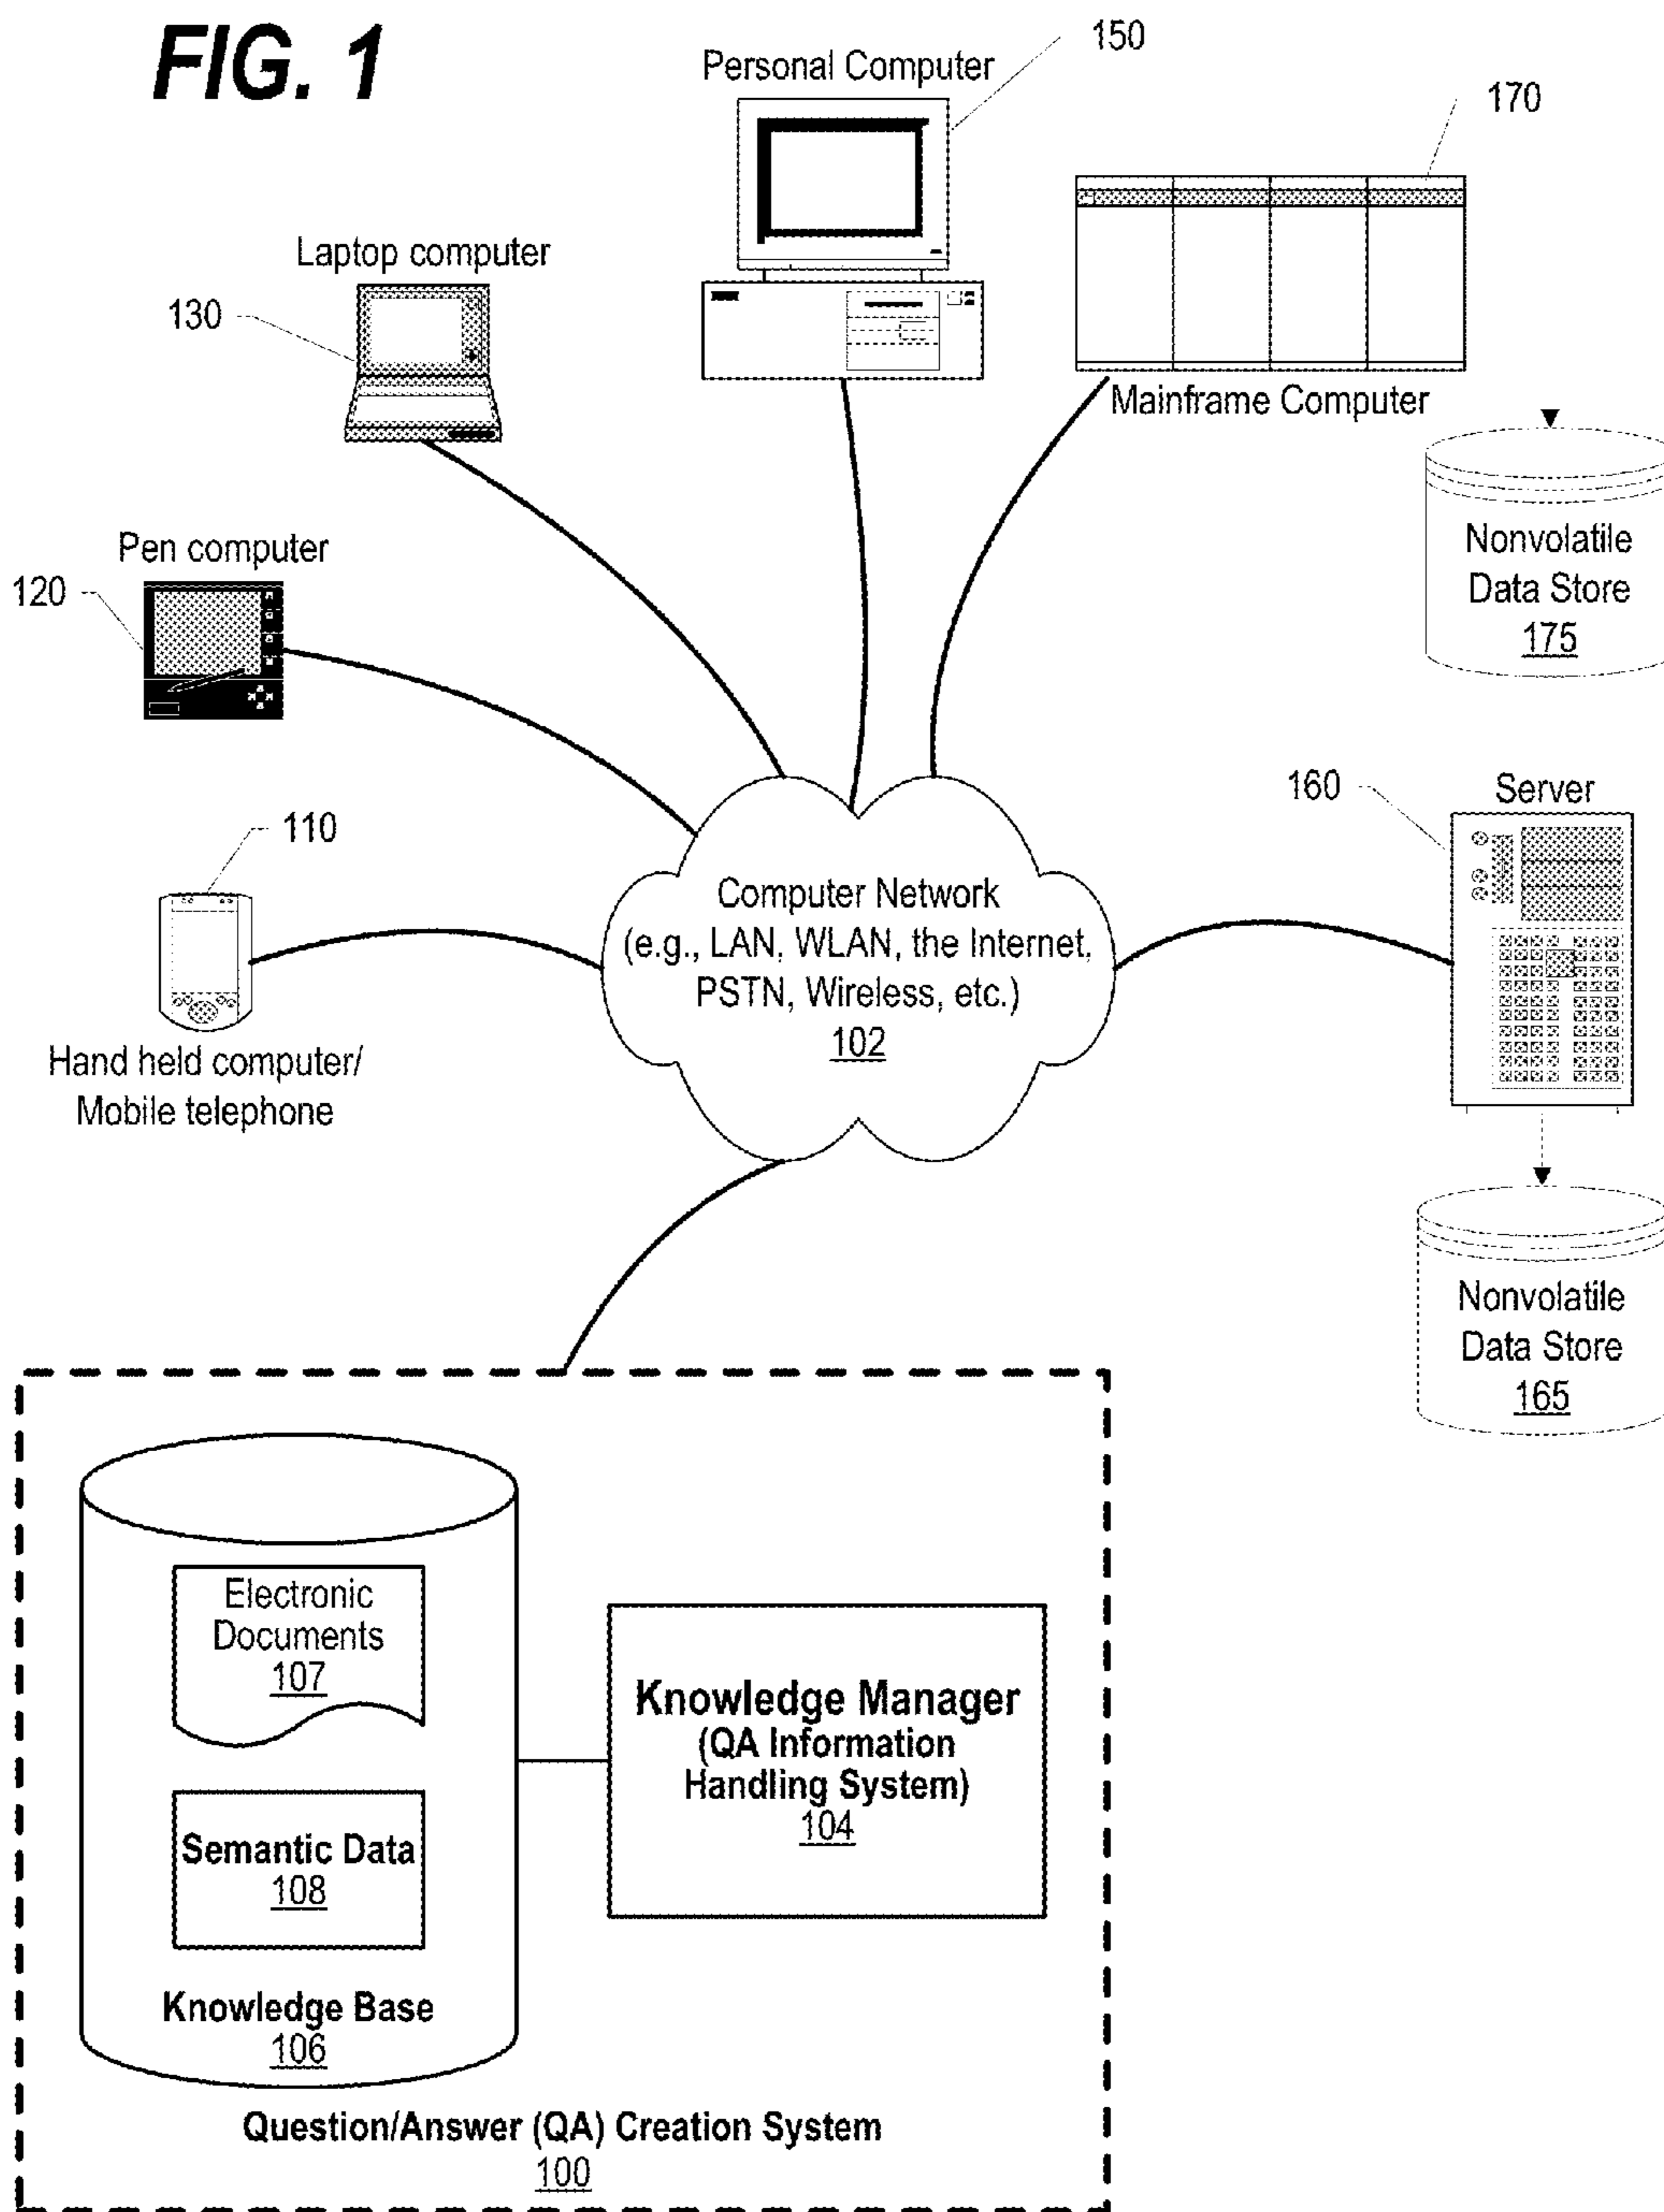 FIG. 1
Personal Computer
150
170
Laptop computer
130
Mainframe Computer
Nonvolatile
Data Store
175
Pen computer
120
110
Hand held computer/
Mobile telephone
Computer Network
(e.g., LAN, WLAN, the Internet,
PSTN, Wireless, etc.)
102
160
Server
Nonvolatile
Data Store
165
Electronic
Documents
107
Semantic Data
108
Knowledge Base
106
Knowledge Manager
(QA Information
Handling System)
104
Question/Answer (QA) Creation System
100